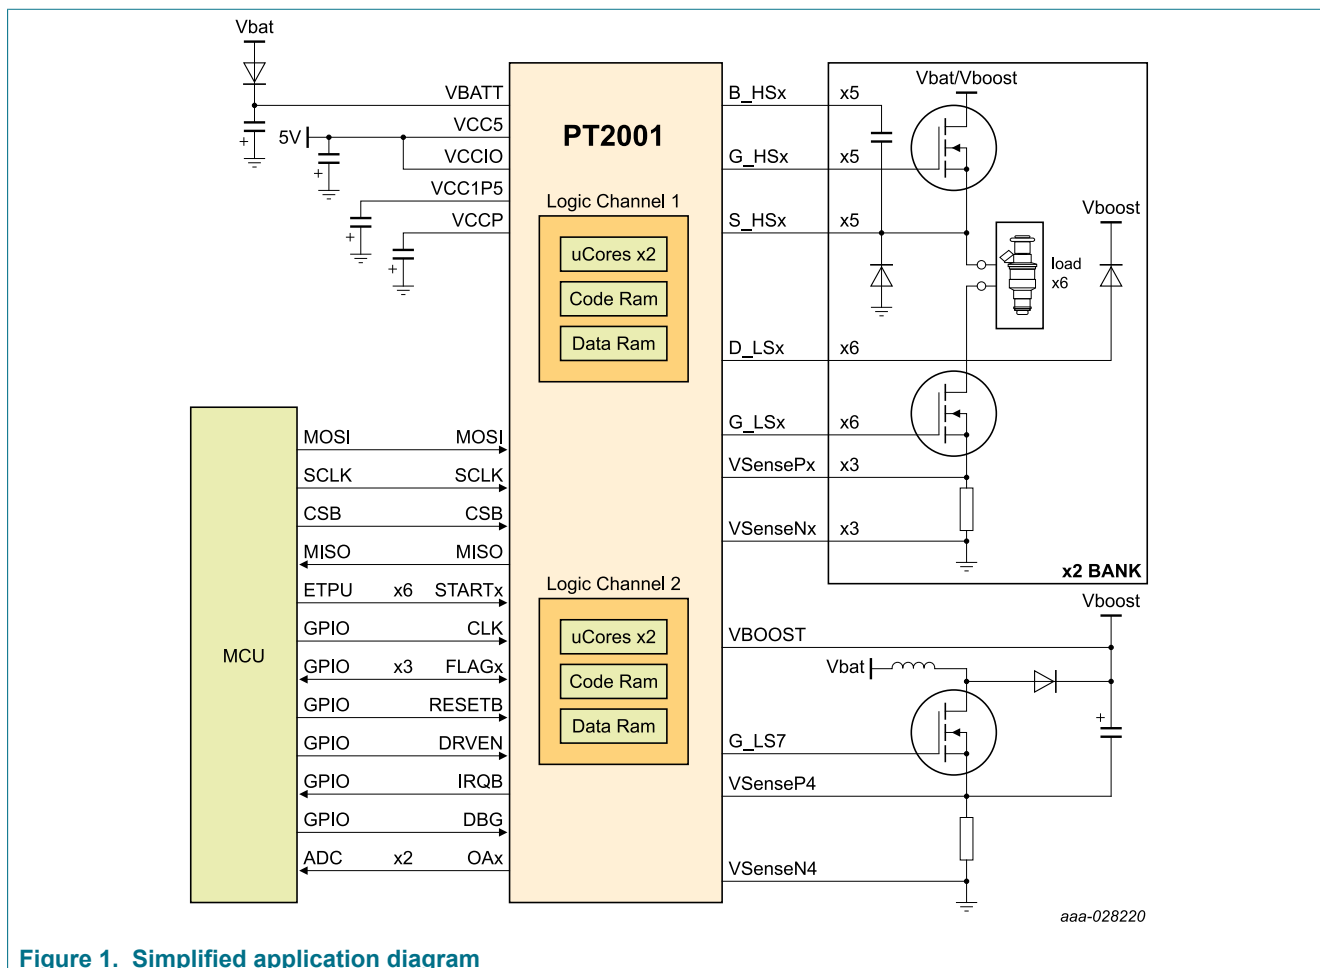 Vbat
VBATT
5V
VCC5
VCCIO
VCC1P5
VCCP
PT2001
Logic Channel 1
uCores x2
Code Ram
Data Ram
B_HSx x5
G_HSx x5
S_HSx x5
D_LSx x6
G_LSx x6
VSensePx x3
VSenseNx x3
Vbat/Vboost
Vboost
load
x6
x2 BANK
MCU
MOSI MOSI
SCLK SCLK
CSB CSB
MISO MISO
ETPU x6 STARTx
GPIO CLK
GPIO x3 FLAGx
GPIO RESETB
GPIO DRVEN
GPIO IRQB
GPIO DBG
ADC x2 OAx
Logic Channel 2
uCores x2
Code Ram
Data Ram
Vboost
VBOOST
Vbat
G_LS7
VSenseP4
VSenseN4
aaa-028220
Figure 1. Simplified application diagram